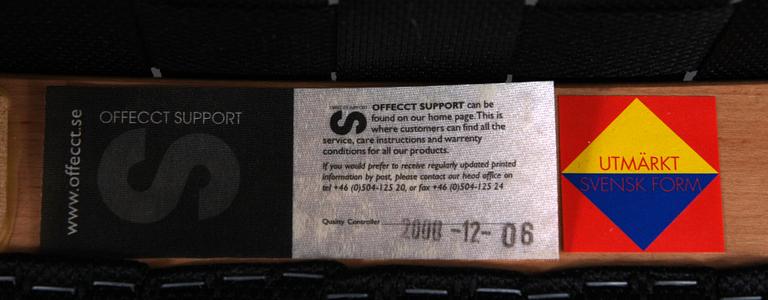 www.offecct.se
OFFECCT SUPPORT
OFFECCT SUPPORT can be
found on our home page. This is
where customers can find all the
service, care instructions and warrenty
conditions for all our products.
If you would prefer to receive regularly updated printed
information by post, please contact our head office on
tel +46 (0)504-125 20, or fax +46 (0)504-125 24
Quality Controller
2000 -12- 06
UTMÄRKT
SVENSK FORM